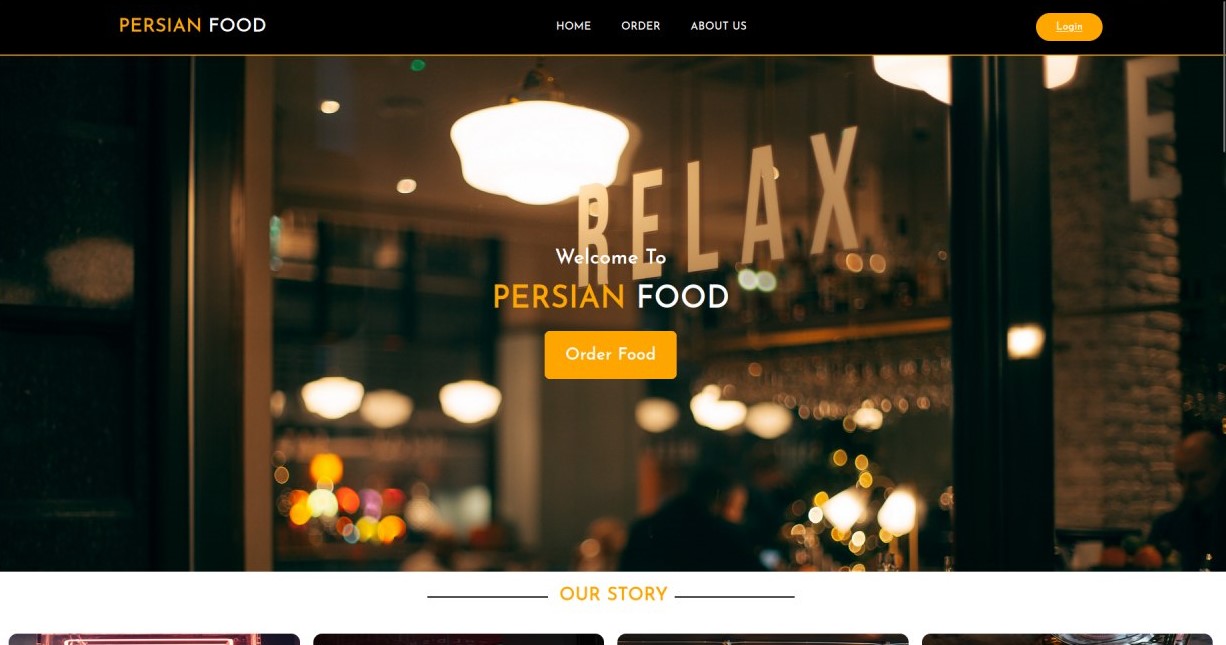 PERSIAN FOOD
HOME ORDER ABOUT US
Login
RELAX
E
Welcome To
PERSIAN FOOD
Order Food
OUR STORY